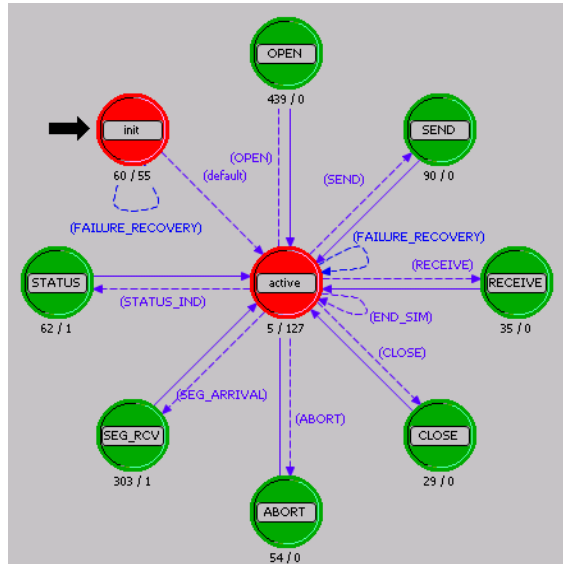 OPEN
439 / 0
init
60 / 55
SEND
90 / 0
(OPEN)
(default)
(SEND)
(FAILURE_RECOVERY)
(FAILURE_RECOVERY)
(RECEIVE)
STATUS
62 / 1
(STATUS_IND)
active
5 / 127
RECEIVE
35 / 0
(END_SIM)
(CLOSE)
(SEG_ARRIVAL)
(ABORT)
SEG_RCV
303 / 1
CLOSE
29 / 0
ABORT
54 / 0